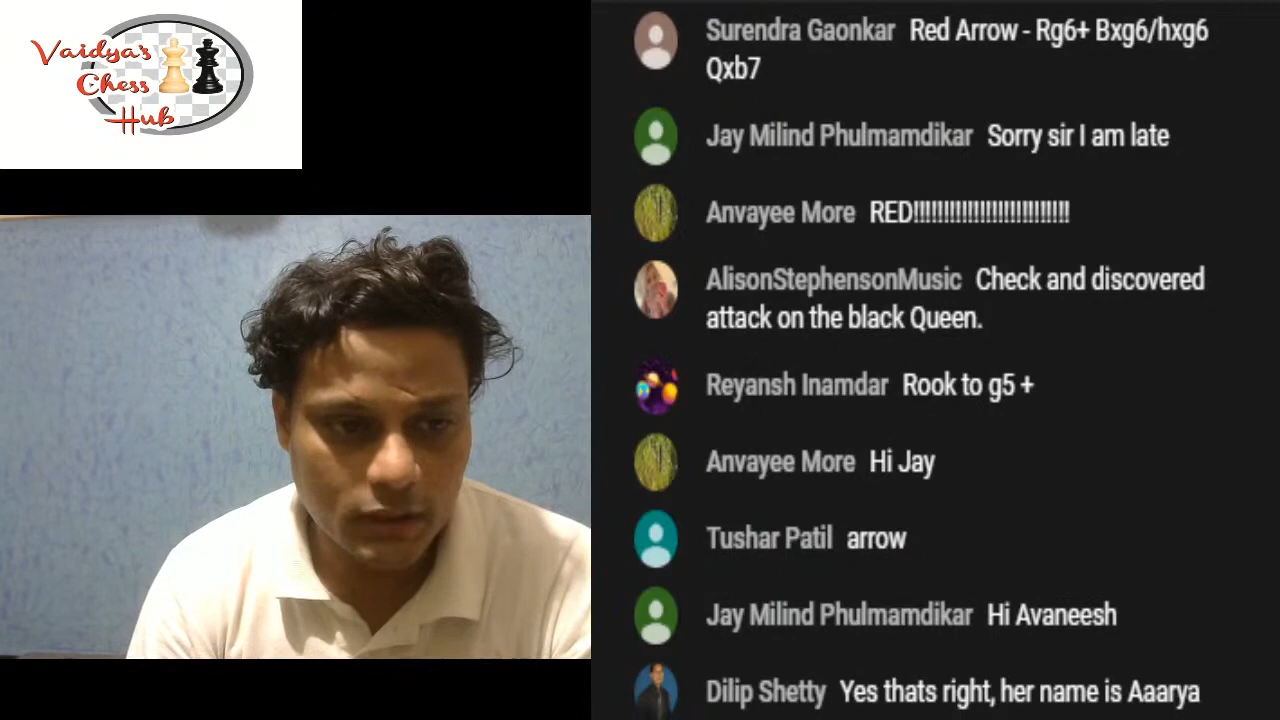 Vaidya's
Chess
Hub
Surendra Gaonkar Red Arrow - Rg6+ Bxg6/hxg6
Qxb7
Jay Milind Phulmamdikar Sorry sir I am late
Anvayee More RED!!!!!!!!!!!!!!!!!!!!!!!!!!!
AlisonStephensonMusic Check and discovered
attack on the black Queen.
Reyansh Inamdar Rook to g5 +
Anvayee More Hi Jay
Tushar Patil arrow
Jay Milind Phulmamdikar Hi Avaneesh
Dilip Shetty Yes thats right, her name is Aaarya